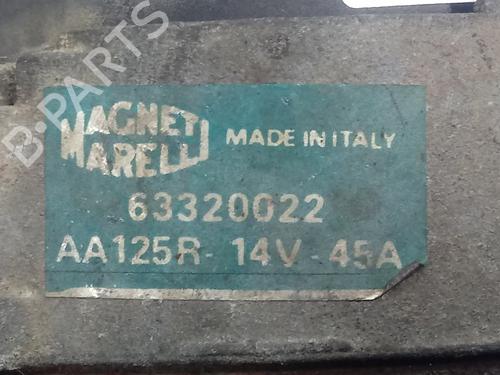 B-PARTS
MAGNETI
MARELLI
MADE IN ITALY
63320022
AA125R- 14V - 45A